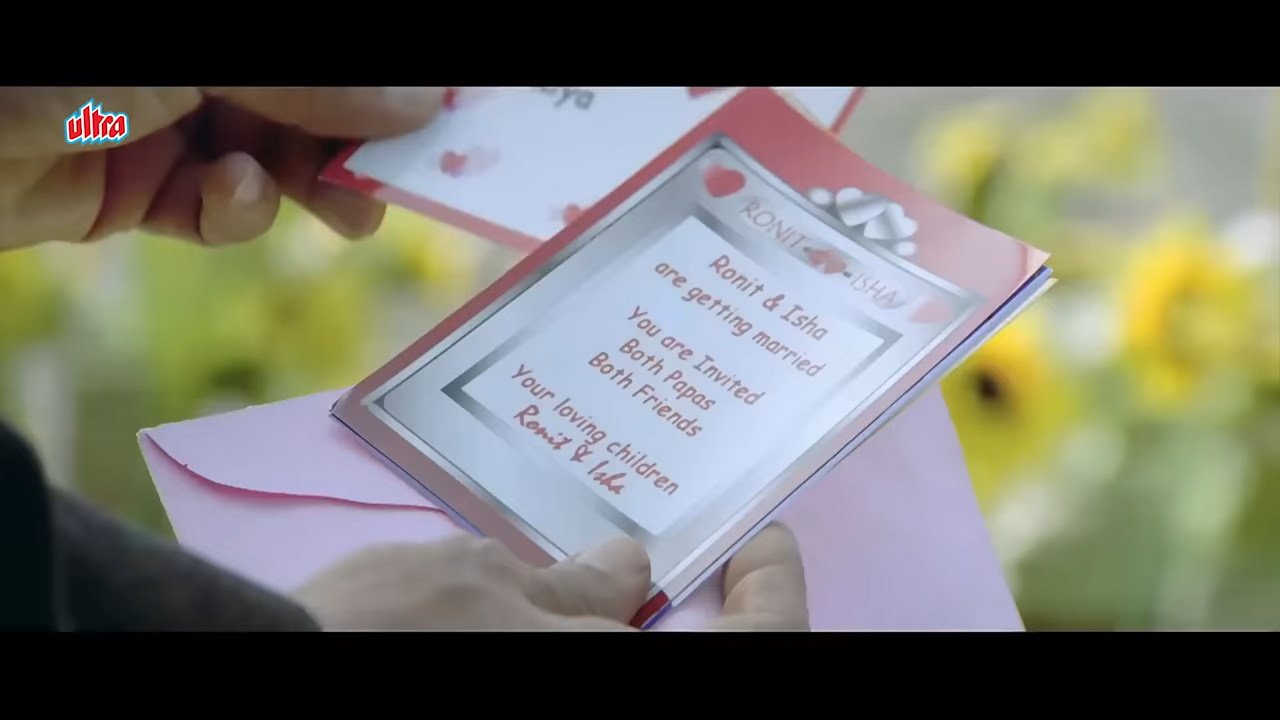 ultra
RONIT ISHA
Ronit & Isha
are getting married
You are Invited
Both Papas
Both Friends
Your loving children
Ronit & Isha